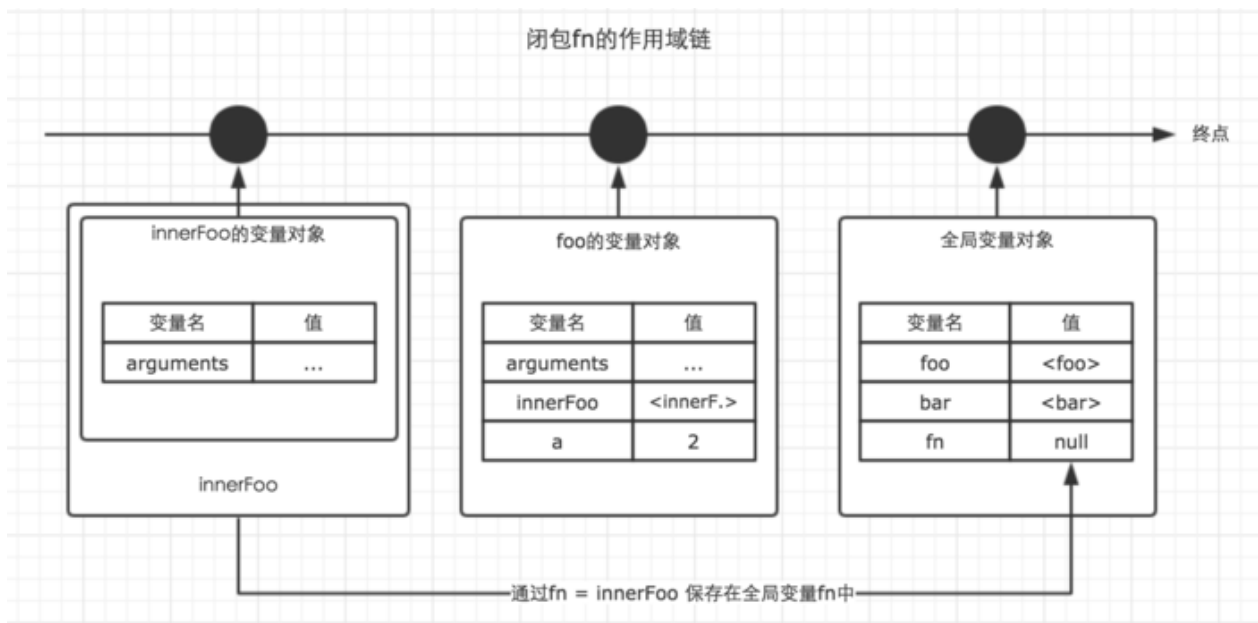 闭包fn的作用域链
终点
innerFoo的变量对象
变量名 值
arguments ...
innerFoo
foo的变量对象
变量名 值
arguments ...
innerFoo <innerF.>
a 2
全局变量对象
变量名 值
foo <foo>
bar <bar>
fn null
通过fn = innerFoo 保存在全局变量fn中